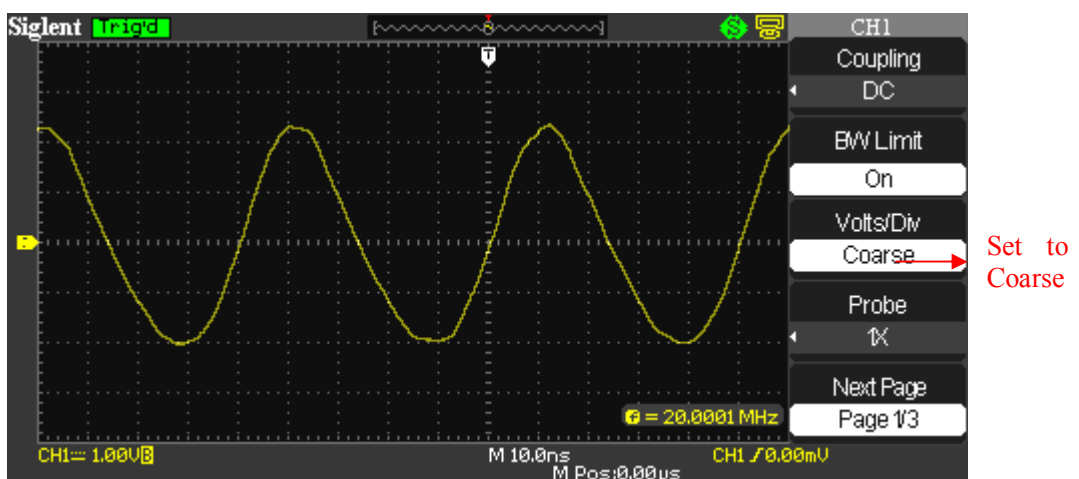 Siglent Trig'd
CH1
Coupling
DC
BW Limit
On
Volts/Div
Coarse
Set to
Coarse
Probe
1X
Next Page
Page 1/3
f = 20.0001 MHz
CH1 1.00V B
M 10.0ns
CH1 0.00mV
M Pos:0.00µs